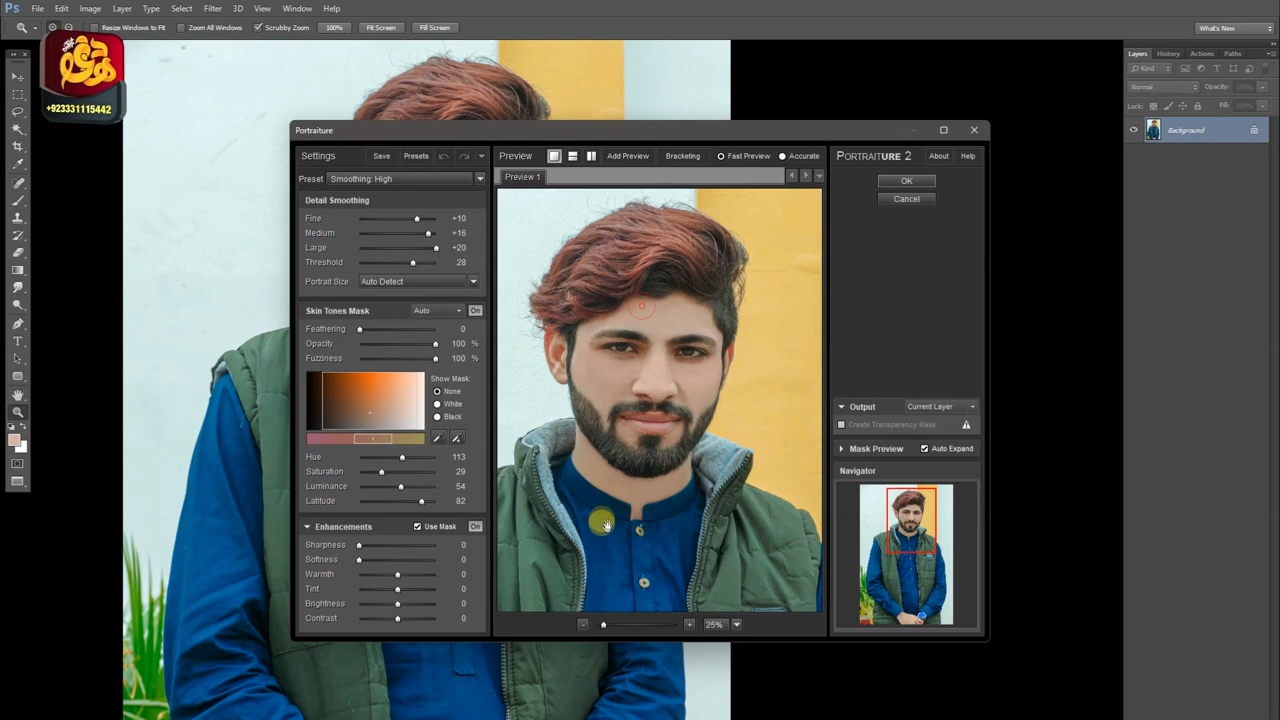 Ps File Edit Image Layer Type Select Filter 3D View Window Help
Resize Windows to Fit Zoom All Windows Scrubby Zoom 100% Fit Screen Fill Screen What's New
+923331115442
Layers History Actions Paths
Kind
Normal Opacity: 100%
Lock: Fill: 100%
Background
Portraiture
Settings Save Presets
Preset Smoothing: High
Detail Smoothing
Fine +10
Medium +16
Large +20
Threshold 28
Portrait Size Auto Detect
Skin Tones Mask Auto On
Feathering 0
Opacity 100 %
Fuzziness 100 %
Show Mask:
None
White
Black
Hue 113
Saturation 29
Luminance 54
Latitude 82
Enhancements Use Mask On
Sharpness 0
Softness 0
Warmth 0
Tint 0
Brightness 0
Contrast 0
Preview Add Preview Bracketing Fast Preview Accurate
Preview 1
25%
PORTRAITURE 2 About Help
OK
Cancel
Output Current Layer
Create Transparency Mask
Mask Preview Auto Expand
Navigator